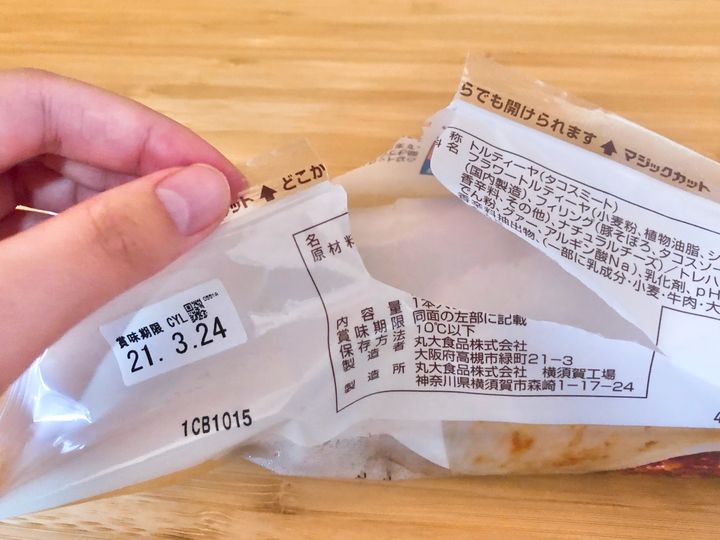 らでも開けられます↑マジックカット
ット↑どこか
称 トルティーヤ(タコスミート)
料名 フラワートルティーヤ(小麦粉、植物油脂、
(国内製造)、フィリング(豚そぼろ、タコスソー
香辛料、その他)、ナチュラルチーズ)/トレハ
でん粉、グァー、アルギン酸Na)、乳化剤、pH
香辛料抽出物、(一部に乳成分・小麦・牛肉・大
名
原材料
内容量 1本
賞味期限 同面の左部に記載
保存方法 10℃以下
製造者 丸大食品株式会社
大阪府高槻市緑町21-3
製造所 丸大食品株式会社 横須賀工場
神奈川県横須賀市森崎1-17-24
賞味期限 CYL
21. 3.24
1CB1015